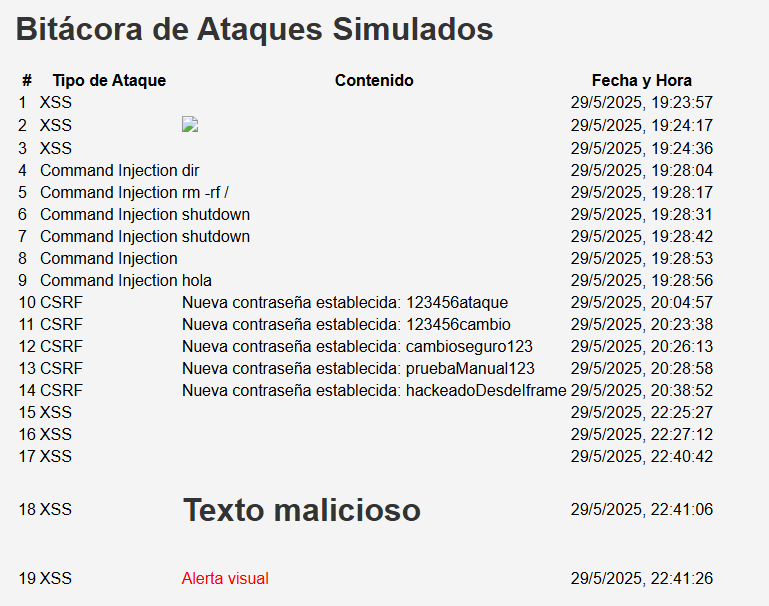 Bitácora de Ataques Simulados
# Tipo de Ataque Contenido Fecha y Hora
1 XSS 29/5/2025, 19:23:57
2 XSS 29/5/2025, 19:24:17
3 XSS 29/5/2025, 19:24:36
4 Command Injection dir 29/5/2025, 19:28:04
5 Command Injection rm -rf / 29/5/2025, 19:28:17
6 Command Injection shutdown 29/5/2025, 19:28:31
7 Command Injection shutdown 29/5/2025, 19:28:42
8 Command Injection 29/5/2025, 19:28:53
9 Command Injection hola 29/5/2025, 19:28:56
10 CSRF Nueva contraseña establecida: 123456ataque 29/5/2025, 20:04:57
11 CSRF Nueva contraseña establecida: 123456cambio 29/5/2025, 20:23:38
12 CSRF Nueva contraseña establecida: cambioseguro123 29/5/2025, 20:26:13
13 CSRF Nueva contraseña establecida: pruebaManual123 29/5/2025, 20:28:58
14 CSRF Nueva contraseña establecida: hackeadoDesdeIframe 29/5/2025, 20:38:52
15 XSS 29/5/2025, 22:25:27
16 XSS 29/5/2025, 22:27:12
17 XSS 29/5/2025, 22:40:42
18 XSS Texto malicioso 29/5/2025, 22:41:06
19 XSS Alerta visual 29/5/2025, 22:41:26